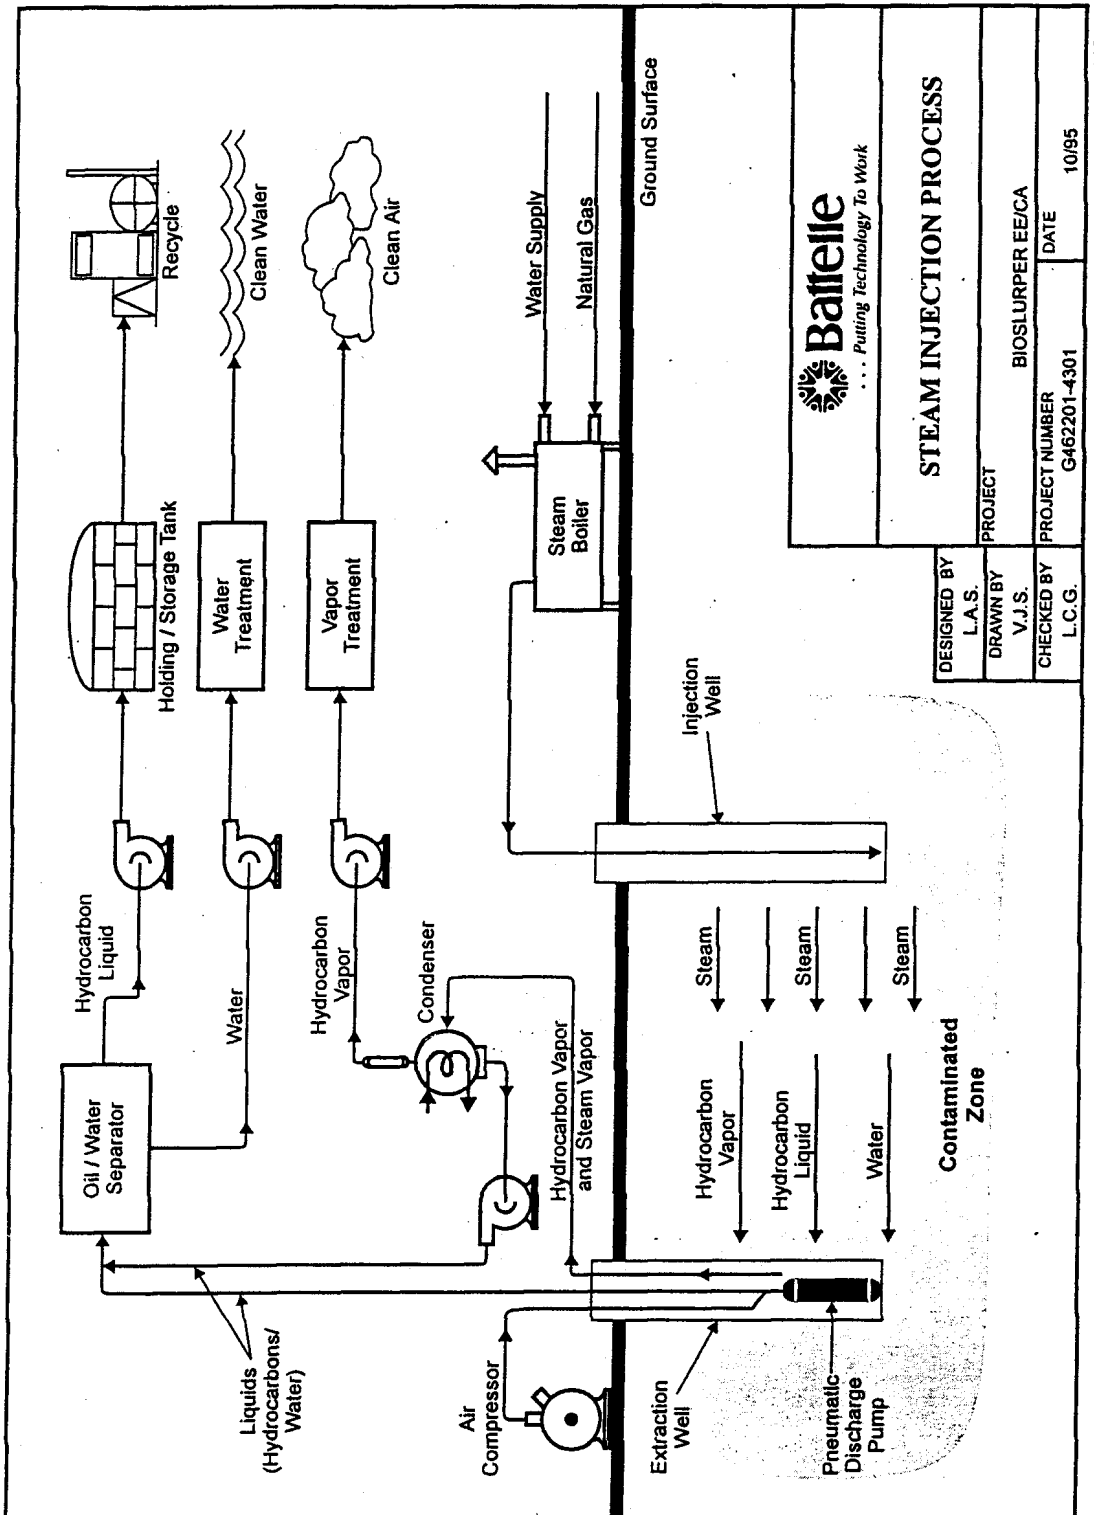 Liquids
(Hydrocarbons/
Water)
Oil / Water
Separator
Hydrocarbon
Liquid
Water
Holding / Storage Tank
Recycle
Water
Treatment
Clean Water
Hydrocarbon
Vapor
Vapor
Treatment
Clean Air
Condenser
Air
Compressor
Hydrocarbon Vapor
and Steam Vapor
Steam
Boiler
Water Supply
Natural Gas
Ground Surface
Extraction
Well
Pneumatic
Discharge
Pump
Hydrocarbon
Vapor
Hydrocarbon
Liquid
Water
Steam
Steam
Steam
Injection
Well
Contaminated
Zone
Battelle
. . . Putting Technology To Work
STEAM INJECTION PROCESS
DESIGNED BY
L.A.S.
DRAWN BY
V.J.S.
CHECKED BY
L.C.G.
PROJECT
BIOSLURPER EE/CA
PROJECT NUMBER
G462201-4301
DATE
10/95